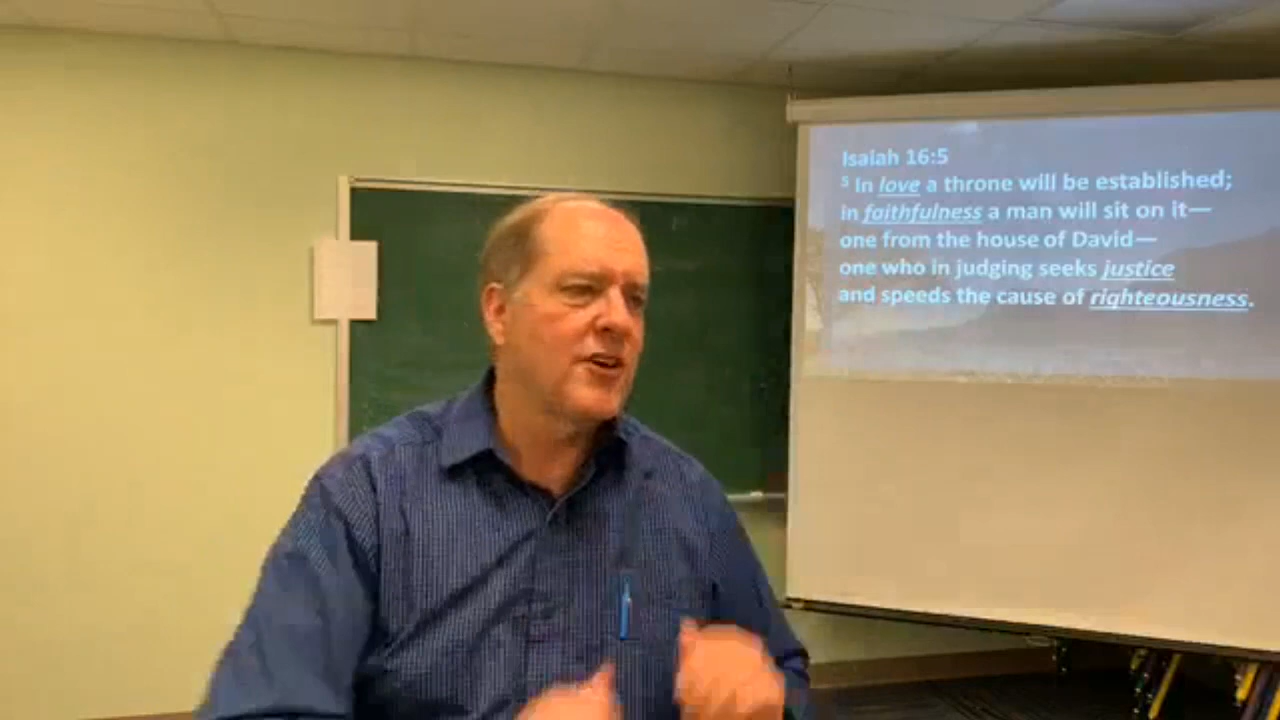 Isaiah 16:5
5 In love a throne will be established;
in faithfulness a man will sit on it—
one from the house of David—
one who in judging seeks justice
and speeds the cause of righteousness.